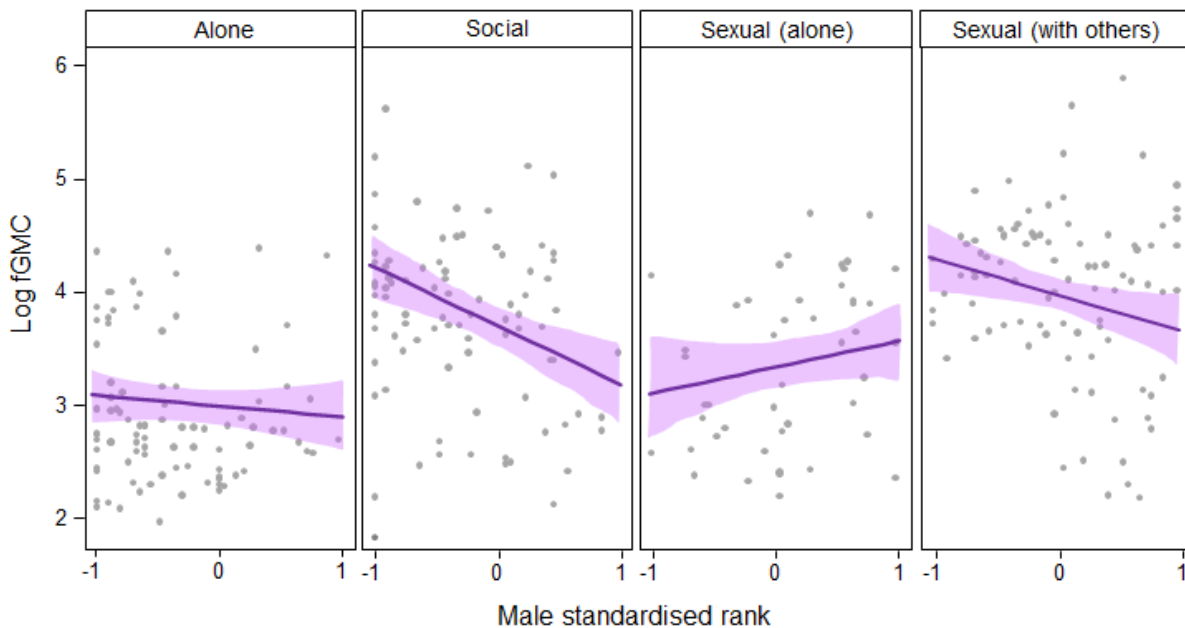 Alone Social Sexual (alone) Sexual (with others)
6
5
4
3
2
Log fGMC
-1 0 1 -1 0 1 -1 0 1 -1 0 1
Male standardised rank